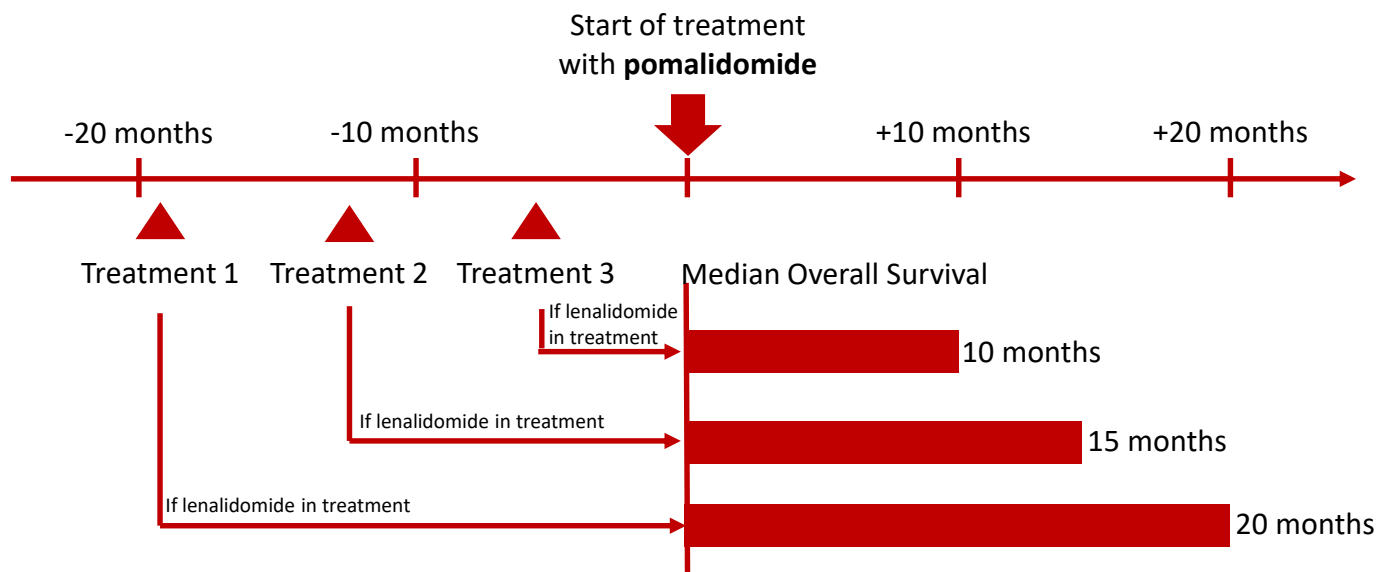 Start of treatment
with pomalidomide
-20 months
-10 months
+10 months
+20 months
Treatment 1
Treatment 2
Treatment 3
Median Overall Survival
If lenalidomide
in treatment
10 months
If lenalidomide in treatment
15 months
If lenalidomide in treatment
20 months